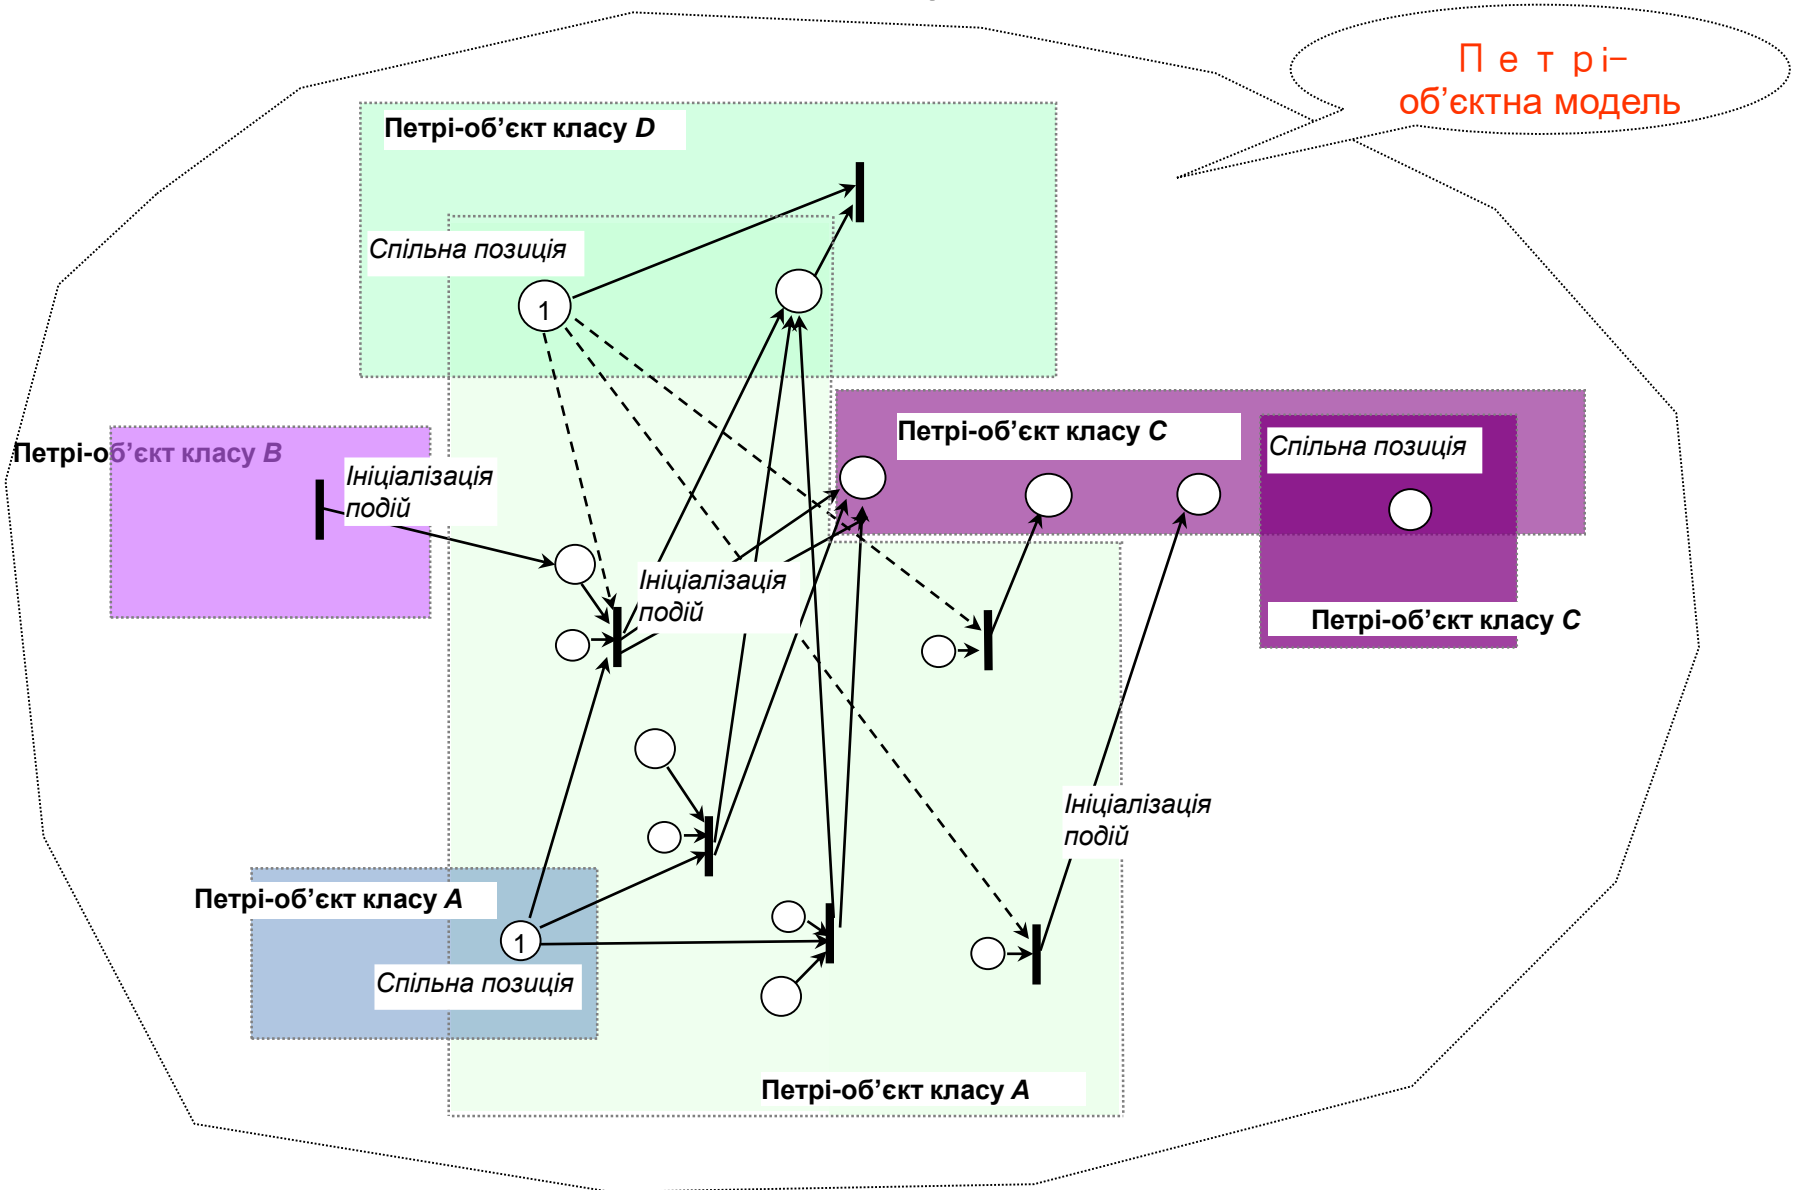 П е т рі–
об’єктна модель
Петрі-об’єкт класу D
Спільна позиція
1
Петрі-об’єкт класу C
Спільна позиція
Петрі-об’єкт класу B
Ініціалізація
подій
Ініціалізація
подій
Петрі-об’єкт класу C
Ініціалізація
подій
Петрі-об’єкт класу A
1
Спільна позиція
Петрі-об’єкт класу A